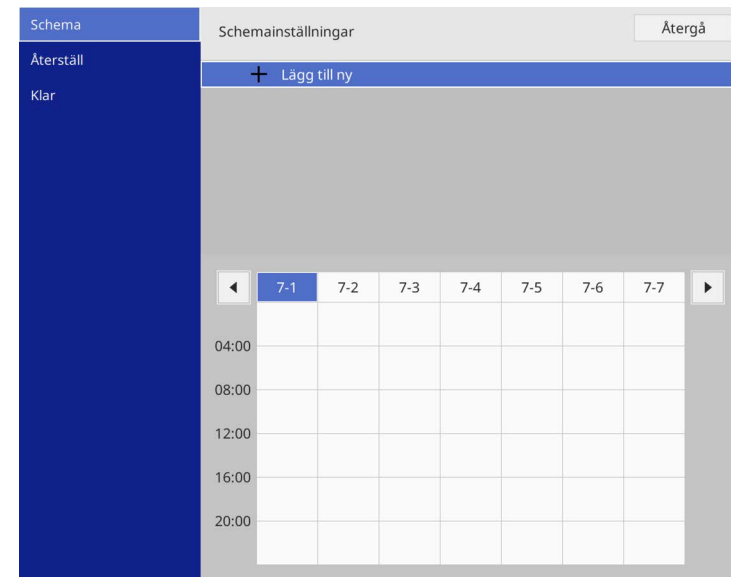 Schema
Återställ
Klar
Schemainställningar
Återgå
Lägg till ny
7-1 7-2 7-3 7-4 7-5 7-6 7-7
04:00
08:00
12:00
16:00
20:00